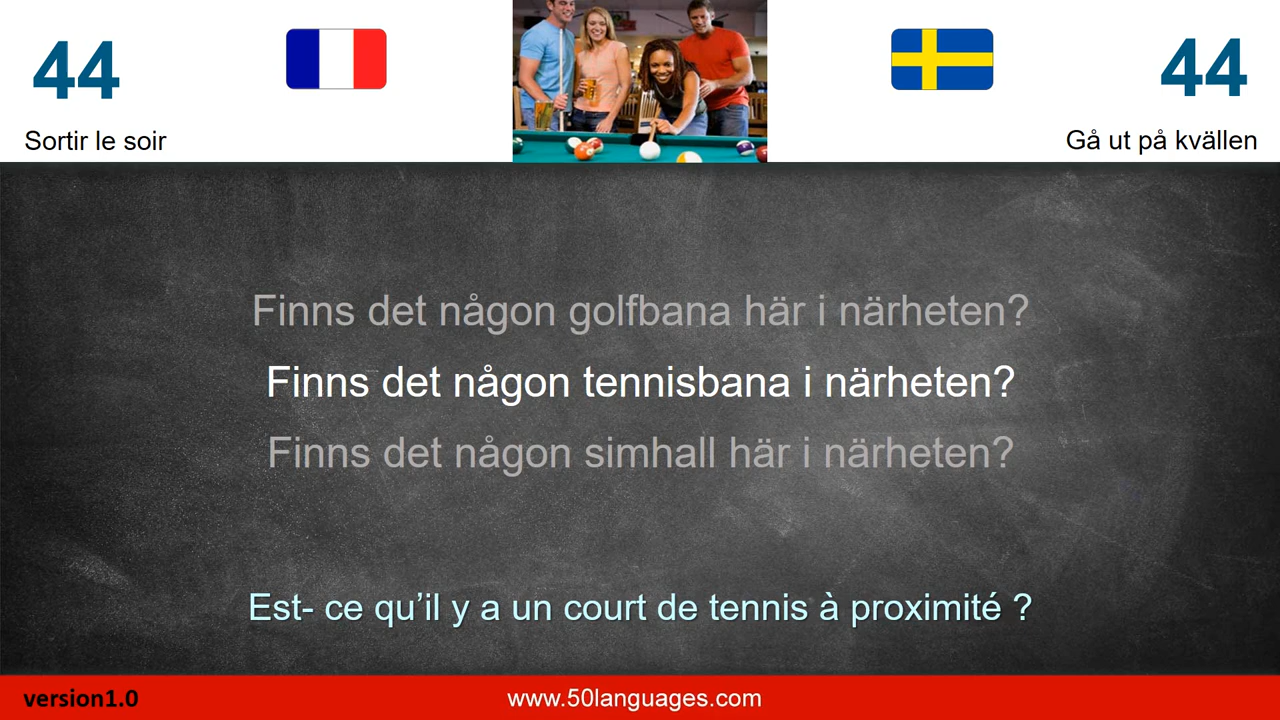 44
44
Sortir le soir
Gå ut på kvällen
Finns det någon golfbana här i närheten?
Finns det någon tennisbana i närheten?
Finns det någon simhall här i närheten?
Est- ce qu’il y a un court de tennis à proximité ?
version1.0
www.50languages.com